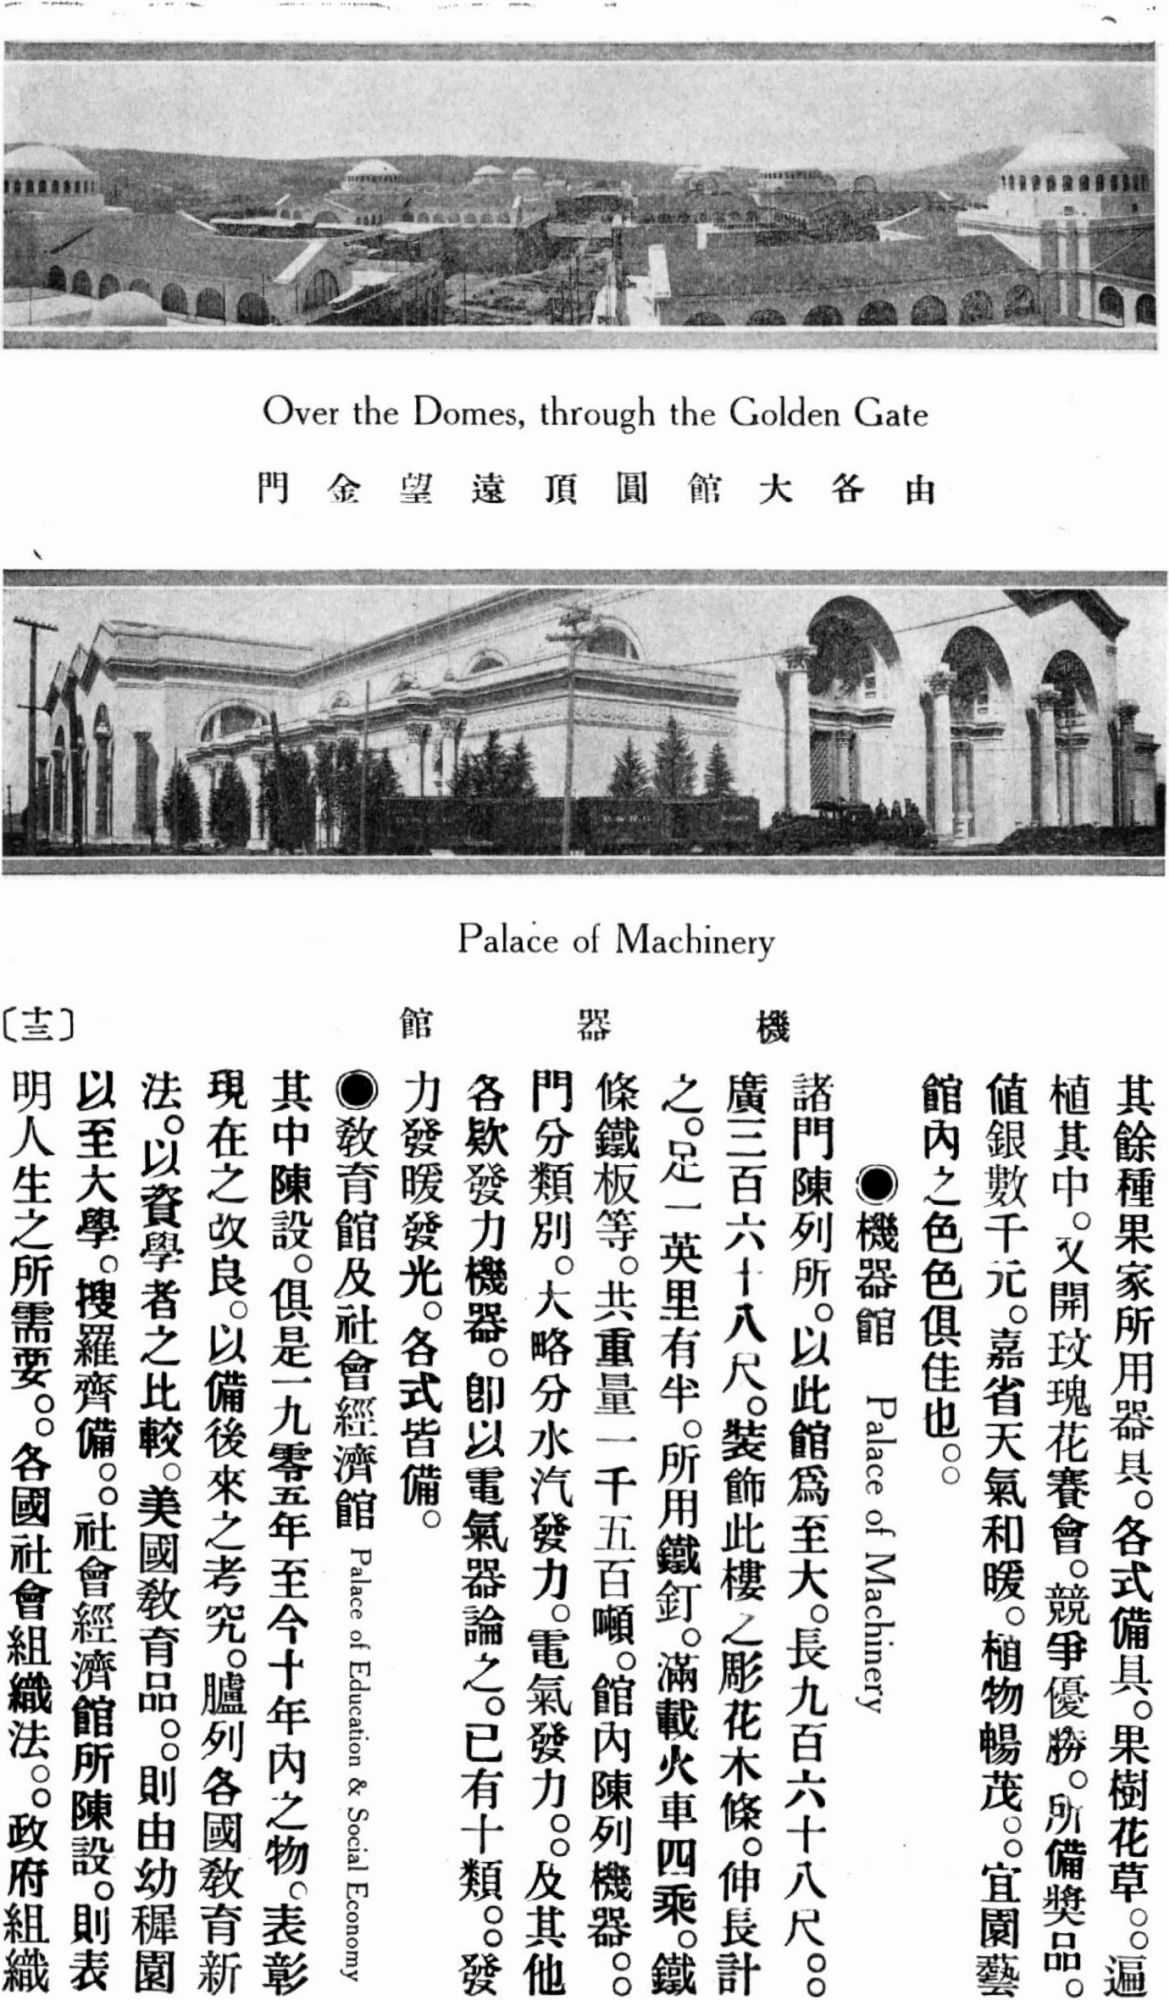 Over the Domes, through the Golden Gate
由各大館圓頂遠望金門
Palace of Machinery
機器館
〔十三〕
其餘種果家所用器具。各式備具。果樹花草。○遍
植其中。又開玟瑰花賽會。競爭優勝。所備獎品。
値銀數千元。嘉省天氣和暖。植物暢茂。○宜園藝
館內之色色俱佳也。○
◉機器館 Palace of Machinery
諸門陳列所。以此館爲至大。長九百六十八尺。○
廣三百六十八尺。裝飾此樓之彫花木條。伸長計
之。足一英里有半。所用鐵釘。滿載火車四乘。鐵
條鐵板等。共重量一千五百噸。館內陳列機器。○
門分類別。大略分水汽發力。電氣發力。○及其他
各欵發力機器。卽以電氣器論之。已有十類。○發
力發暖發光。各式皆備。
◉敎育館及社會經濟館 Palace of Education & Social Economy
其中陳設。俱是一九零五年至今十年內之物。表彰
現在之改良。以備後來之考究。臚列各國敎育新
法。以資學者之比較。美國敎育品。○則由幼穉園
以至大學。搜羅齊備。○社會經濟館所陳設。則表
明人生之所需要。○各國社會組織法。○政府組織